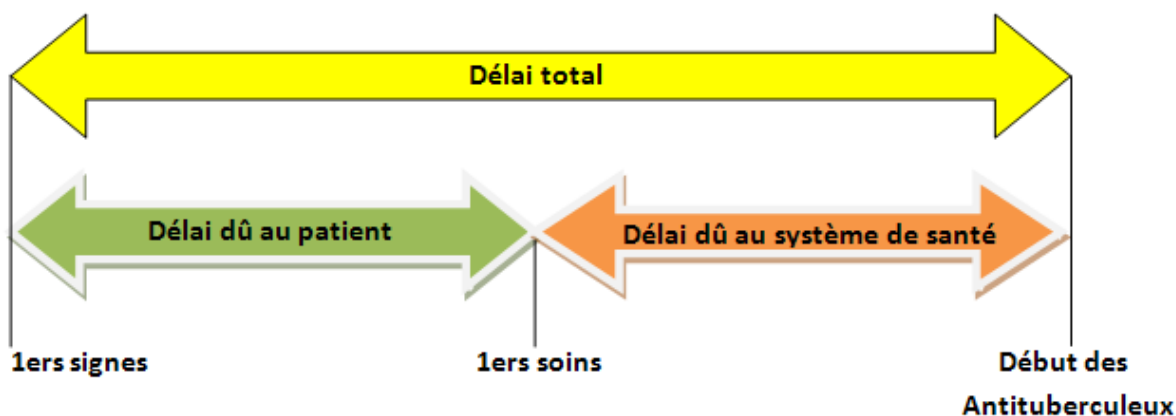 Délai total
Délai dû au patient
Délai dû au système de santé
1ers signes
1ers soins
Début des
Antituberculeux